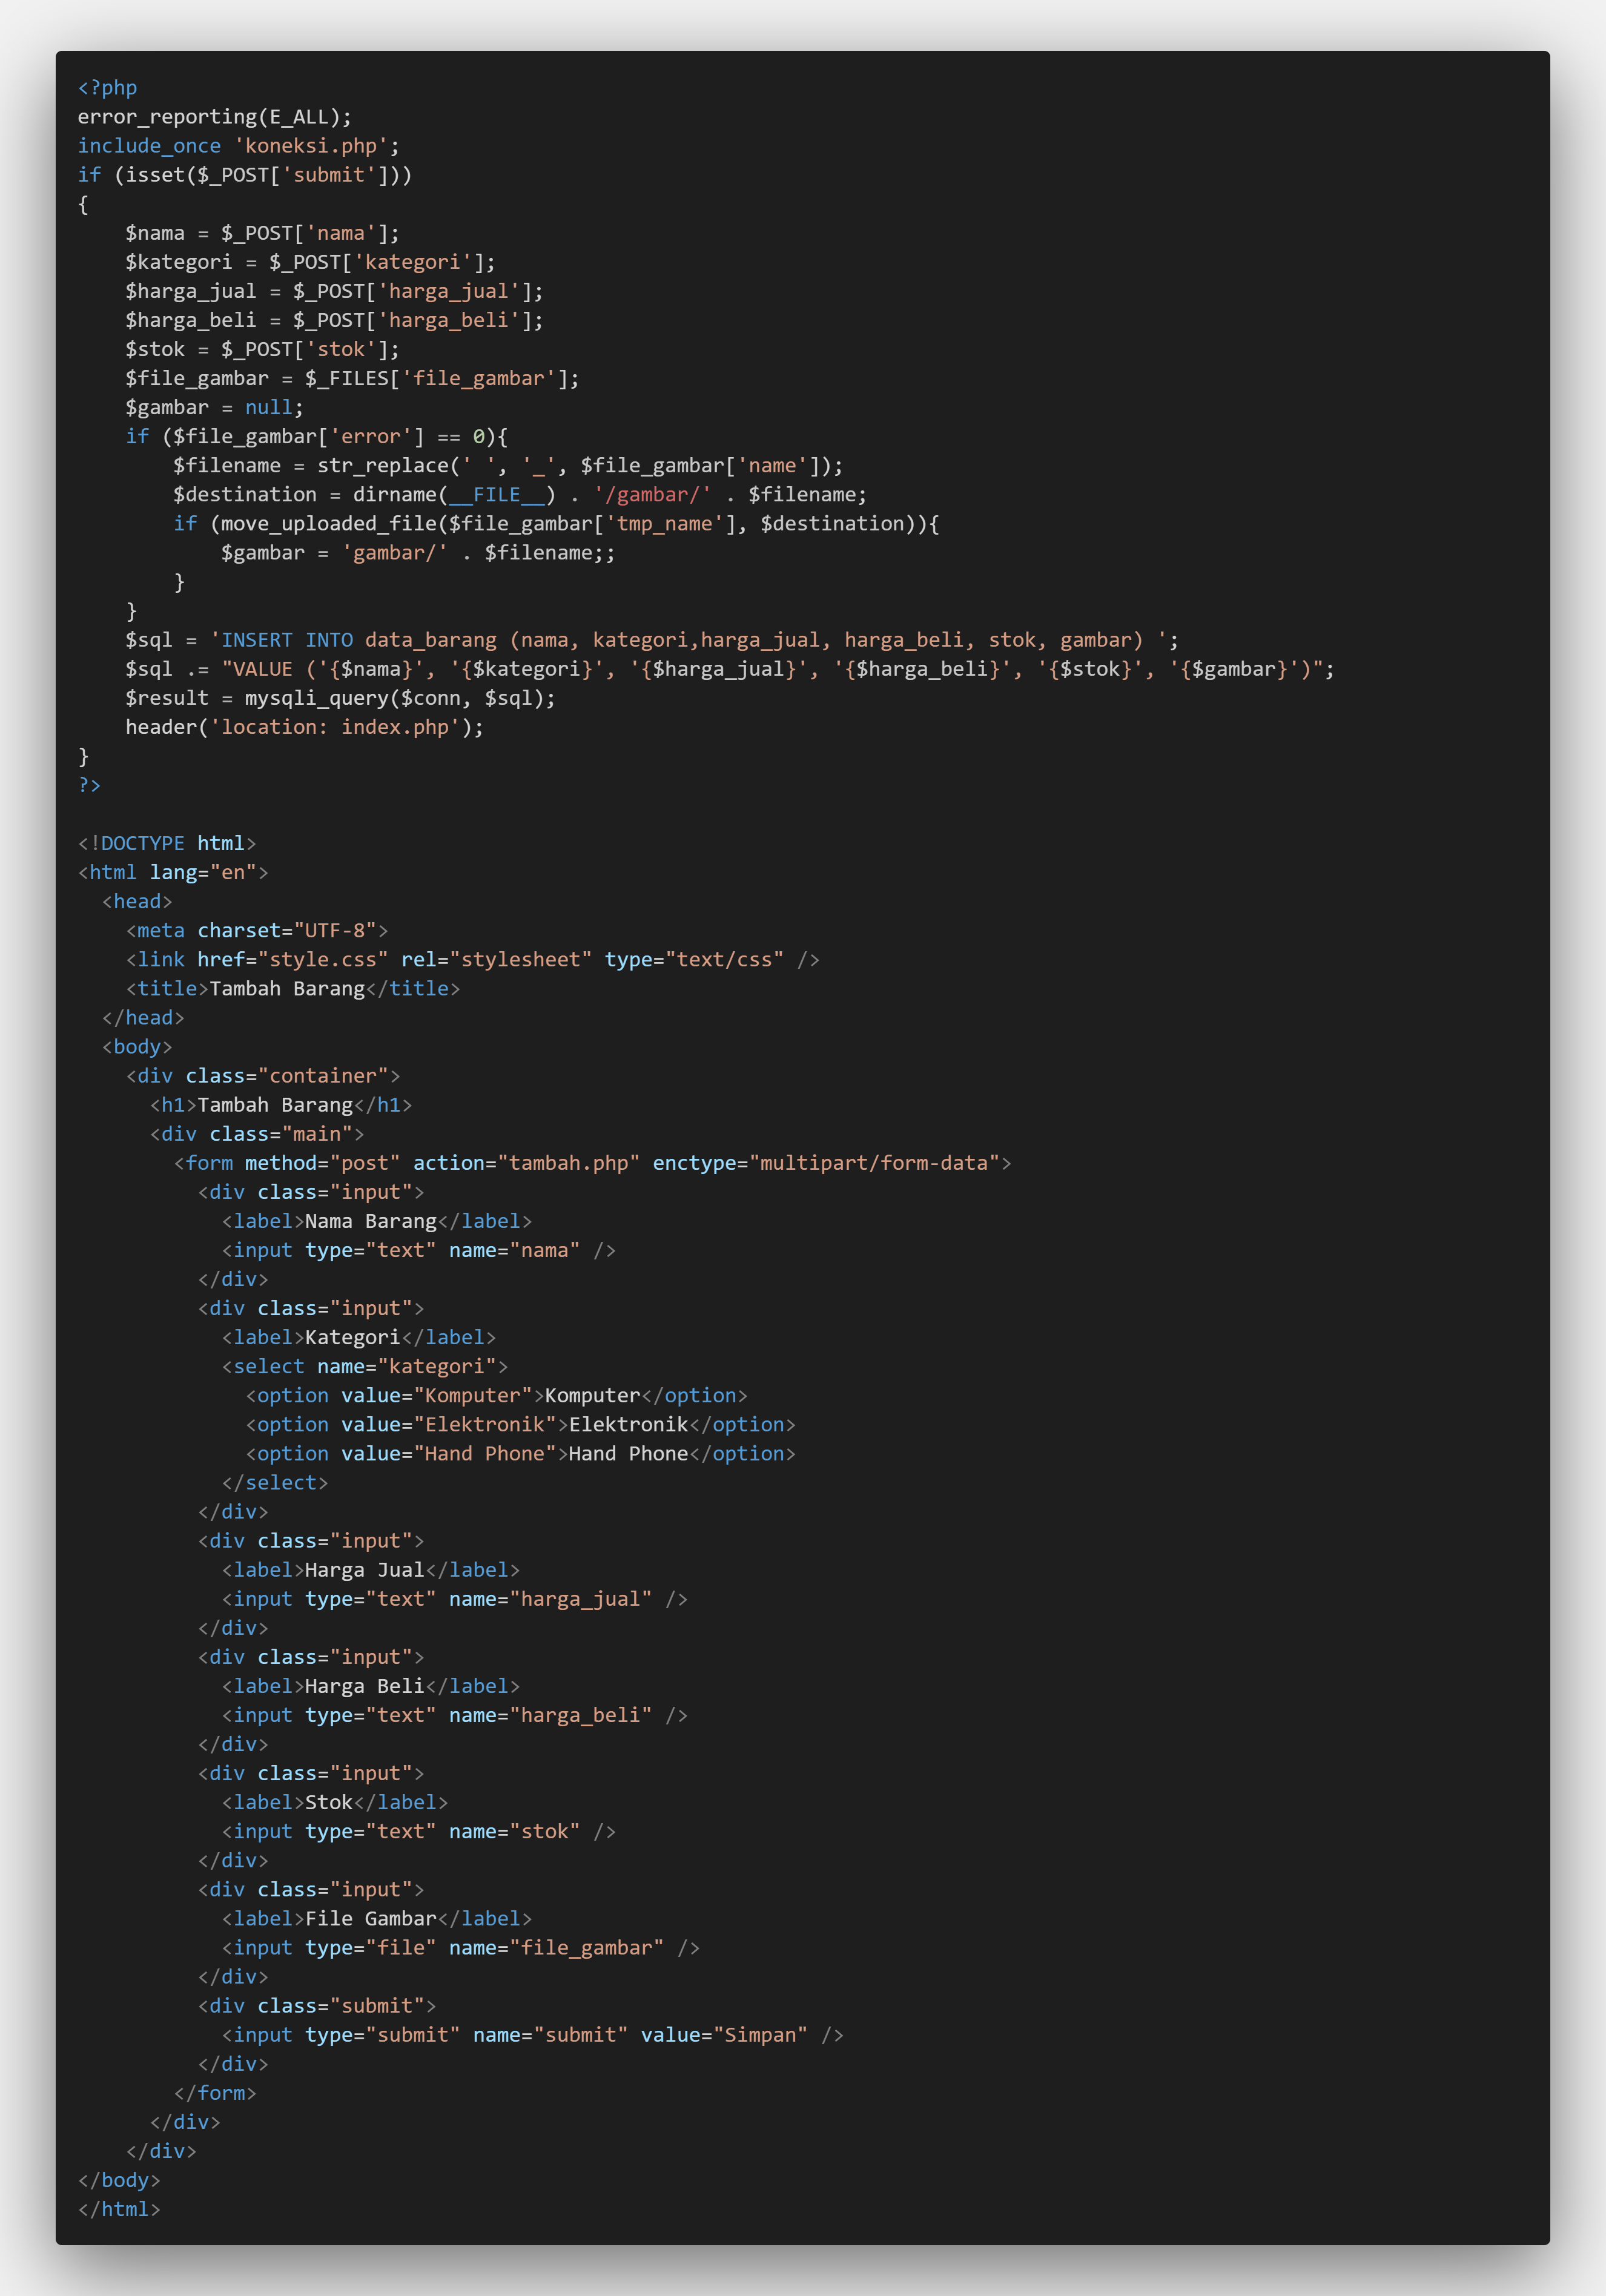 <?php
error_reporting(E_ALL);
include_once 'koneksi.php';
if (isset($_POST['submit']))
{
    $nama = $_POST['nama'];
    $kategori = $_POST['kategori'];
    $harga_jual = $_POST['harga_jual'];
    $harga_beli = $_POST['harga_beli'];
    $stok = $_POST['stok'];
    $file_gambar = $_FILES['file_gambar'];
    $gambar = null;
    if ($file_gambar['error'] == 0){
        $filename = str_replace(' ', '_', $file_gambar['name']);
        $destination = dirname(__FILE__) . '/gambar/' . $filename;
        if (move_uploaded_file($file_gambar['tmp_name'], $destination)){
            $gambar = 'gambar/' . $filename;;
        }
    }
    $sql = 'INSERT INTO data_barang (nama, kategori,harga_jual, harga_beli, stok, gambar) ';
    $sql .= "VALUE ('{$nama}', '{$kategori}', '{$harga_jual}', '{$harga_beli}', '{$stok}', '{$gambar}')";
    $result = mysqli_query($conn, $sql);
    header('location: index.php');
}
?>

<!DOCTYPE html>
<html lang="en">
  <head>
    <meta charset="UTF-8">
    <link href="style.css" rel="stylesheet" type="text/css" />
    <title>Tambah Barang</title>
  </head>
  <body>
    <div class="container">
      <h1>Tambah Barang</h1>
      <div class="main">
        <form method="post" action="tambah.php" enctype="multipart/form-data">
          <div class="input">
            <label>Nama Barang</label>
            <input type="text" name="nama" />
          </div>
          <div class="input">
            <label>Kategori</label>
            <select name="kategori">
              <option value="Komputer">Komputer</option>
              <option value="Elektronik">Elektronik</option>
              <option value="Hand Phone">Hand Phone</option>
            </select>
          </div>
          <div class="input">
            <label>Harga Jual</label>
            <input type="text" name="harga_jual" />
          </div>
          <div class="input">
            <label>Harga Beli</label>
            <input type="text" name="harga_beli" />
          </div>
          <div class="input">
            <label>Stok</label>
            <input type="text" name="stok" />
          </div>
          <div class="input">
            <label>File Gambar</label>
            <input type="file" name="file_gambar" />
          </div>
          <div class="submit">
            <input type="submit" name="submit" value="Simpan" />
          </div>
        </form>
      </div>
    </div>
</body>
</html>